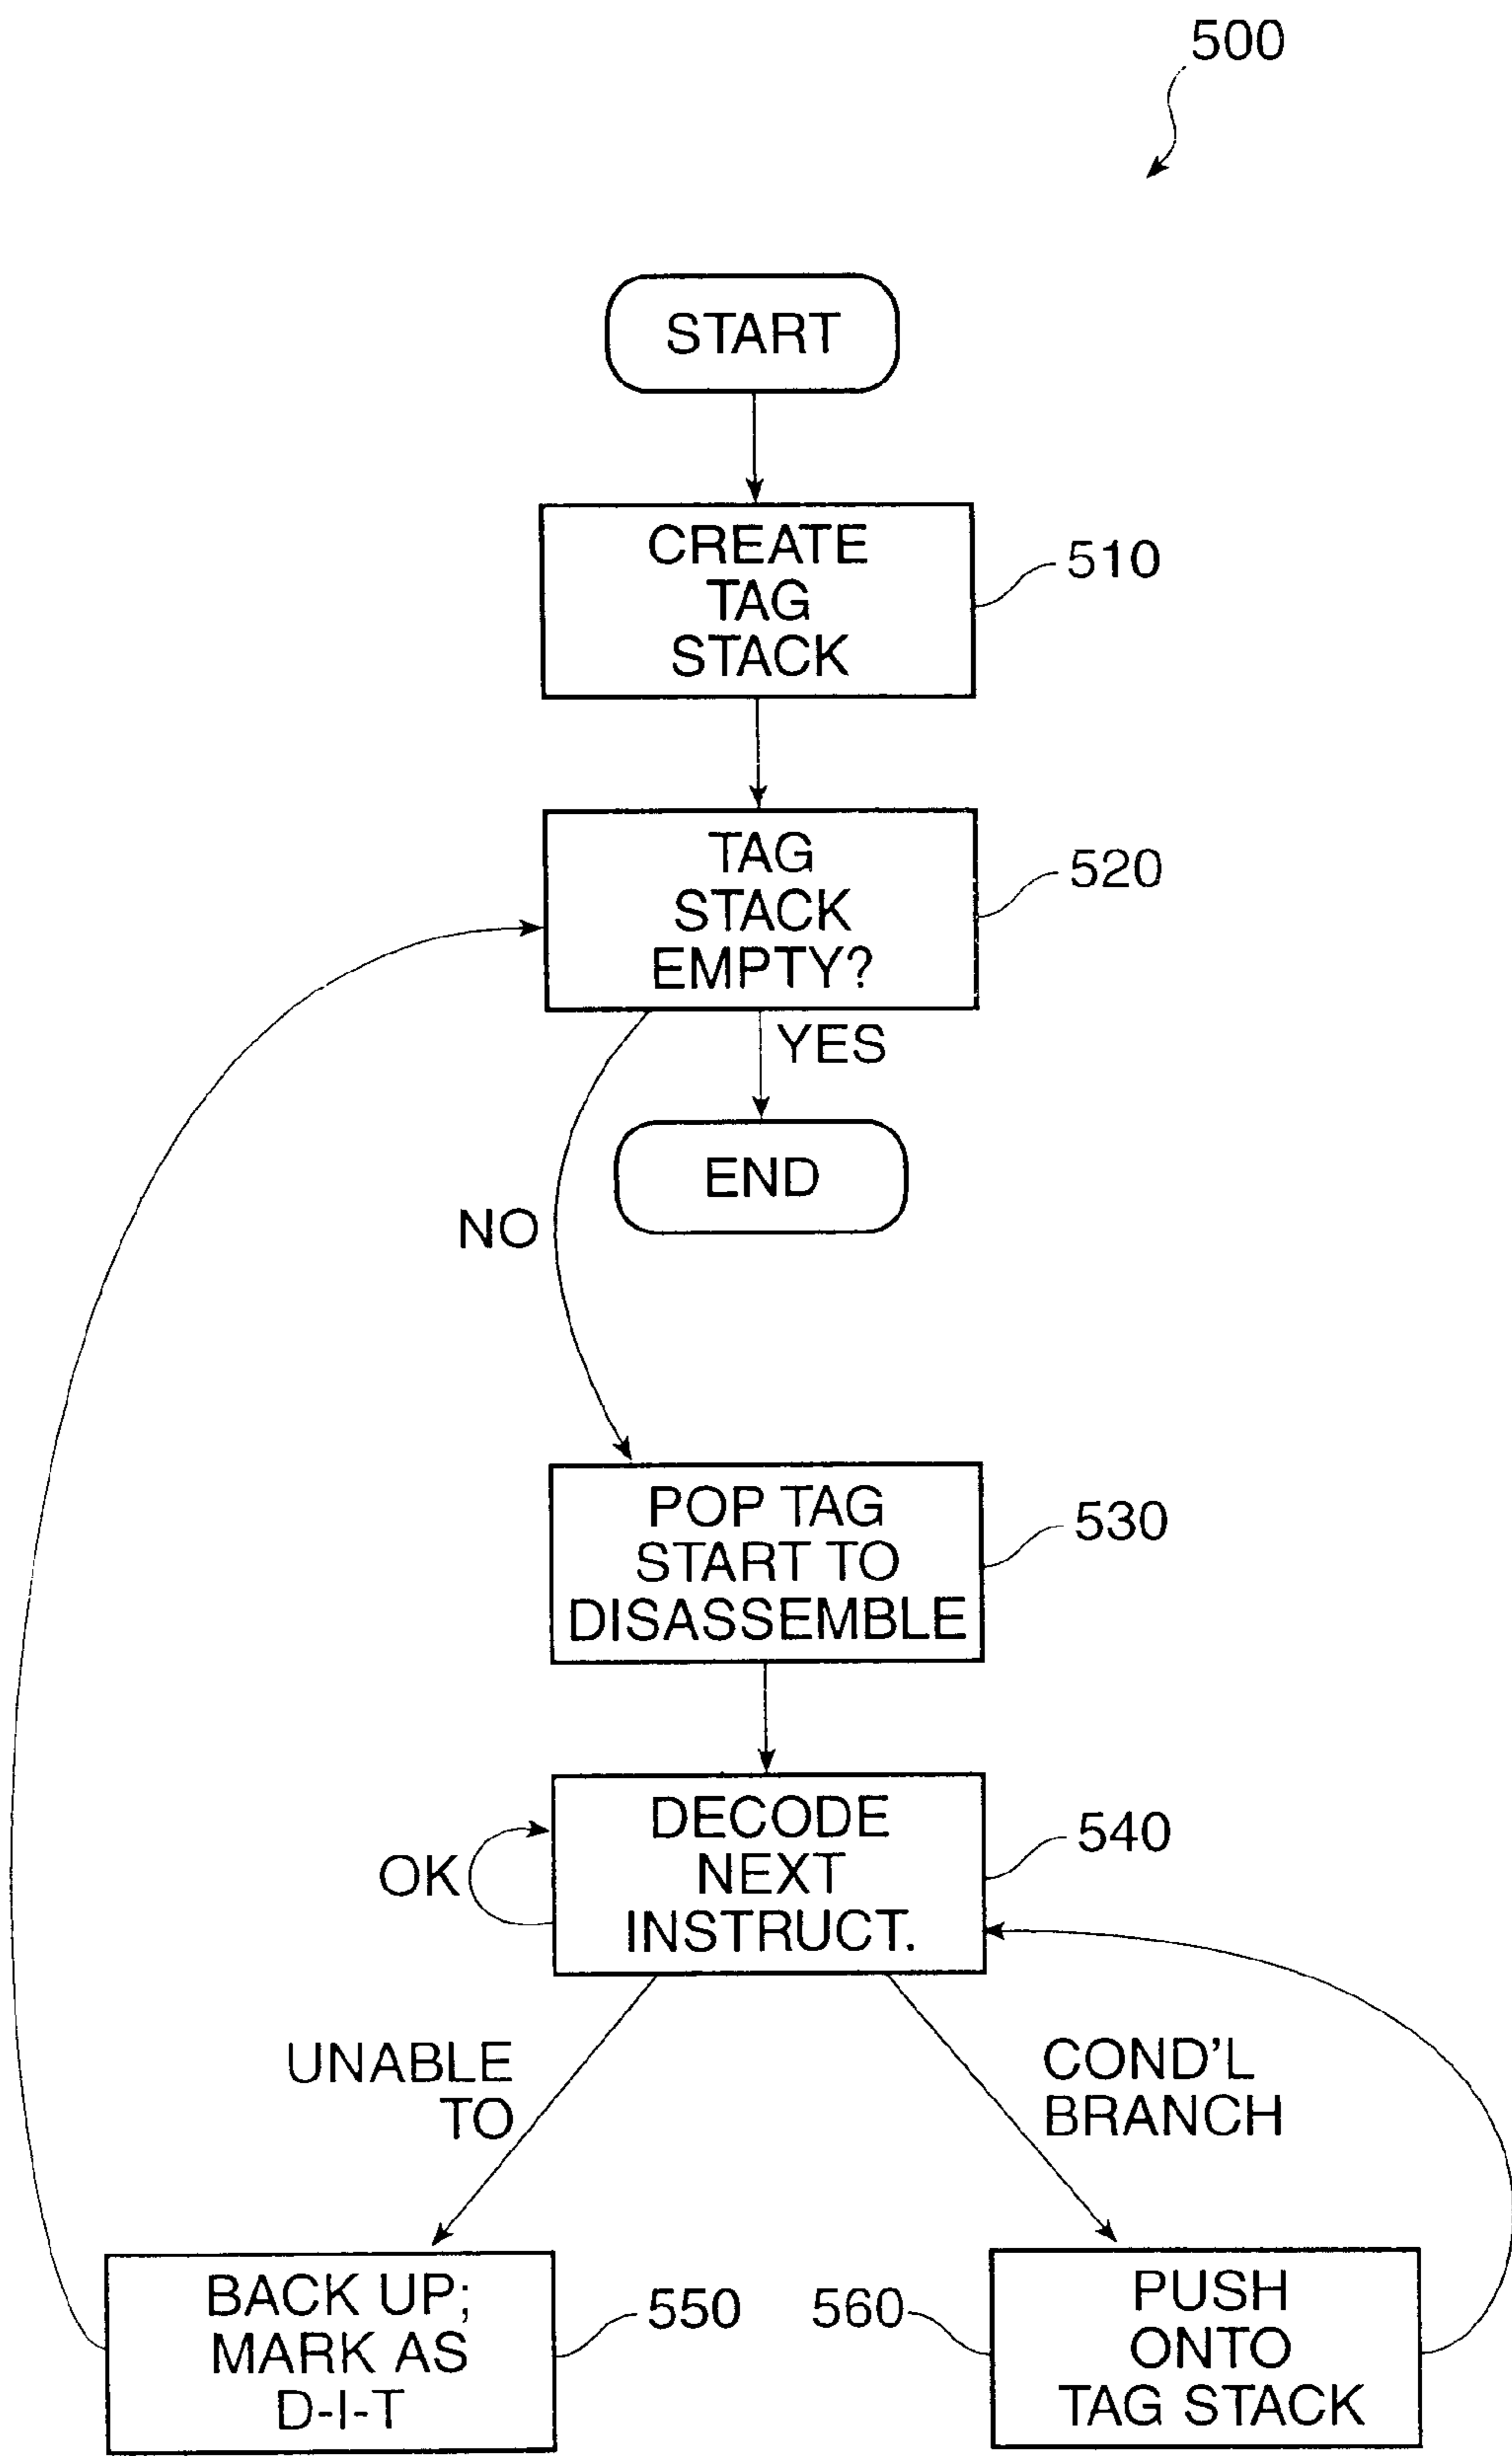 500
START
CREATE
TAG
STACK
510
TAG
STACK
EMPTY?
520
YES
END
NO
POP TAG
START TO
DISASSEMBLE
530
DECODE
NEXT
INSTRUCT.
540
OK
UNABLE
TO
COND'L
BRANCH
BACK UP;
MARK AS
D-I-T
550
560
PUSH
ONTO
TAG STACK